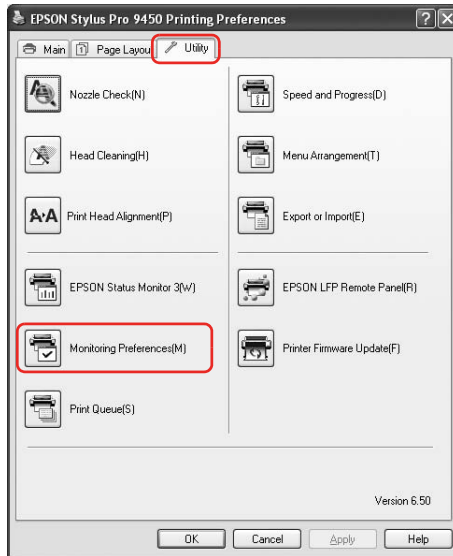 EPSON Stylus Pro 9450 Printing Preferences
Main
Page Layou
Utility
Nozzle Check(N)
Speed and Progress(D)
Head Cleaning(H)
Menu Arrangement(T)
A·A
Print Head Alignment(P)
Export or Import(E)
EPSON Status Monitor 3(W)
EPSON LFP Remote Panel(R)
Monitoring Preferences(M)
Printer Firmware Update(F)
Print Queue(S)
Version 6.50
OK
Cancel
Apply
Help